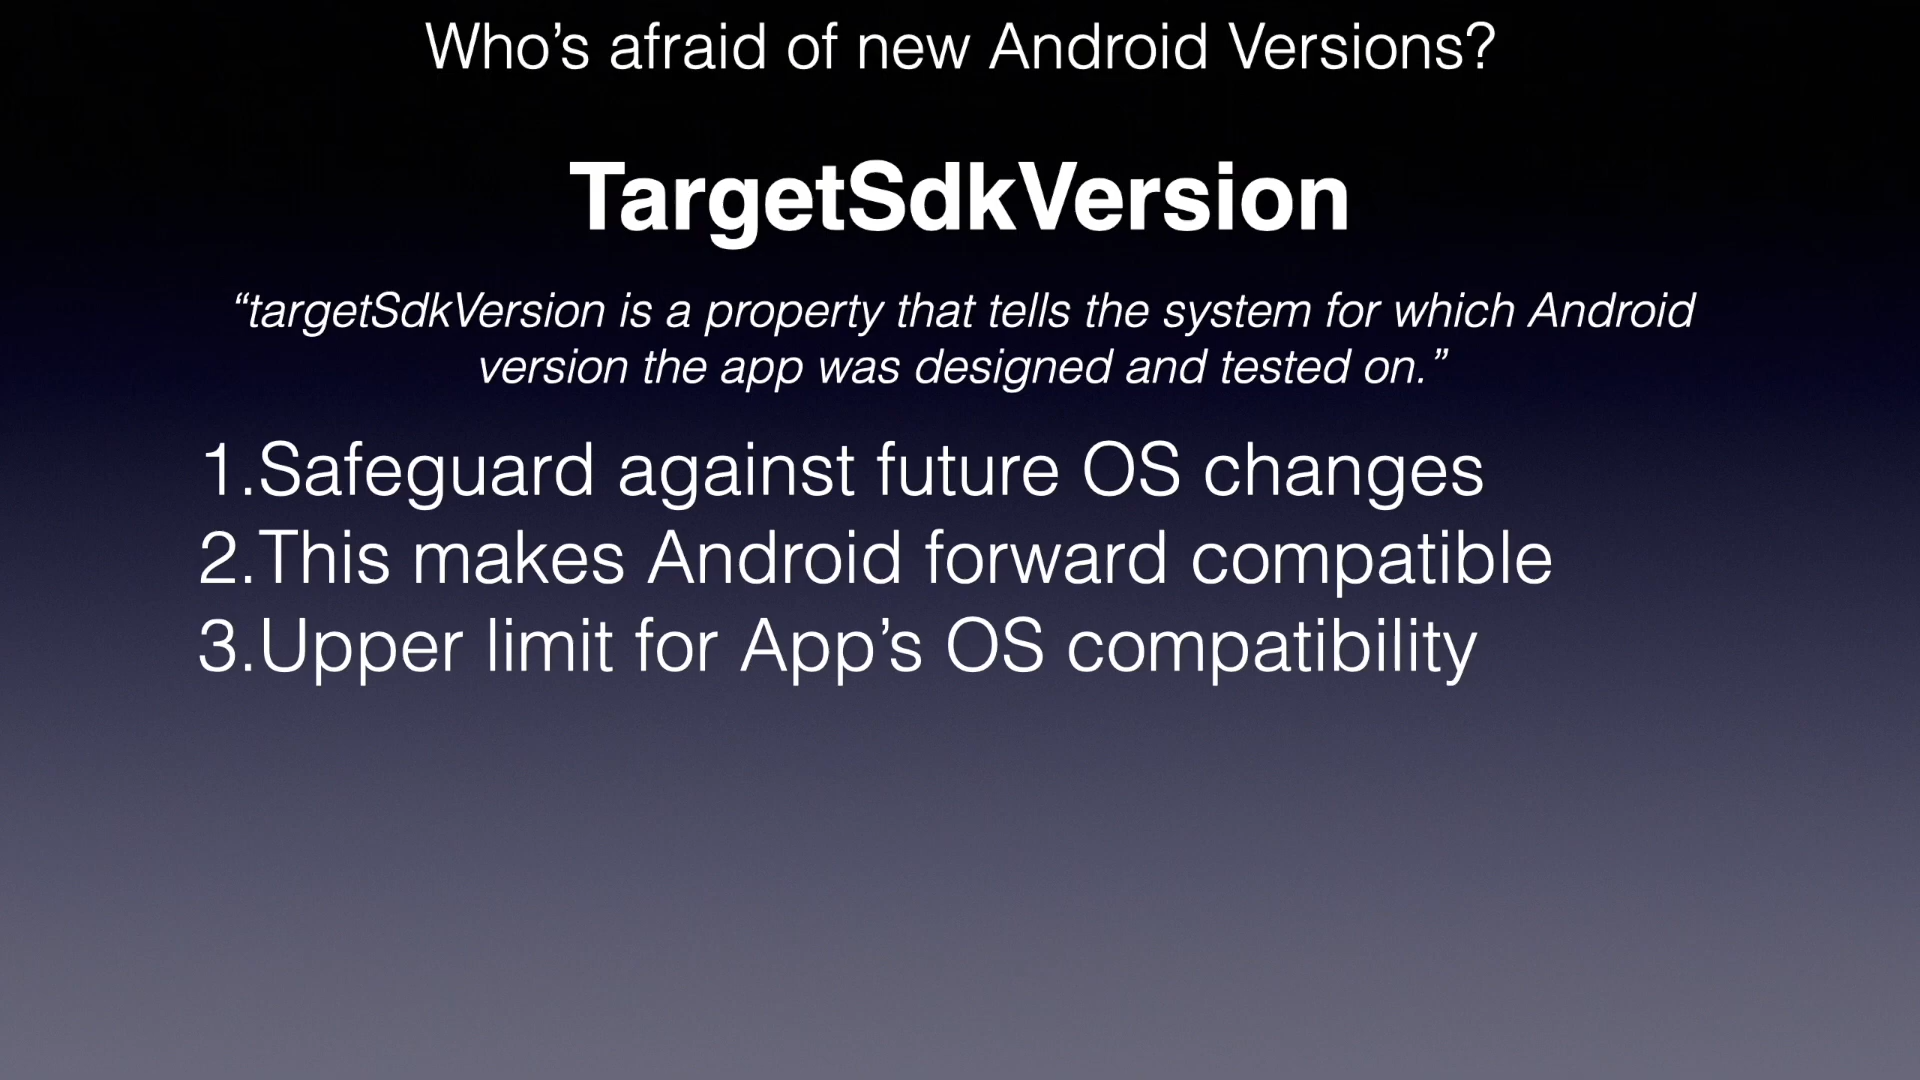 Who’s afraid of new Android Versions?
TargetSdkVersion
“targetSdkVersion is a property that tells the system for which Android
version the app was designed and tested on.”
1.Safeguard against future OS changes
2.This makes Android forward compatible
3.Upper limit for App’s OS compatibility